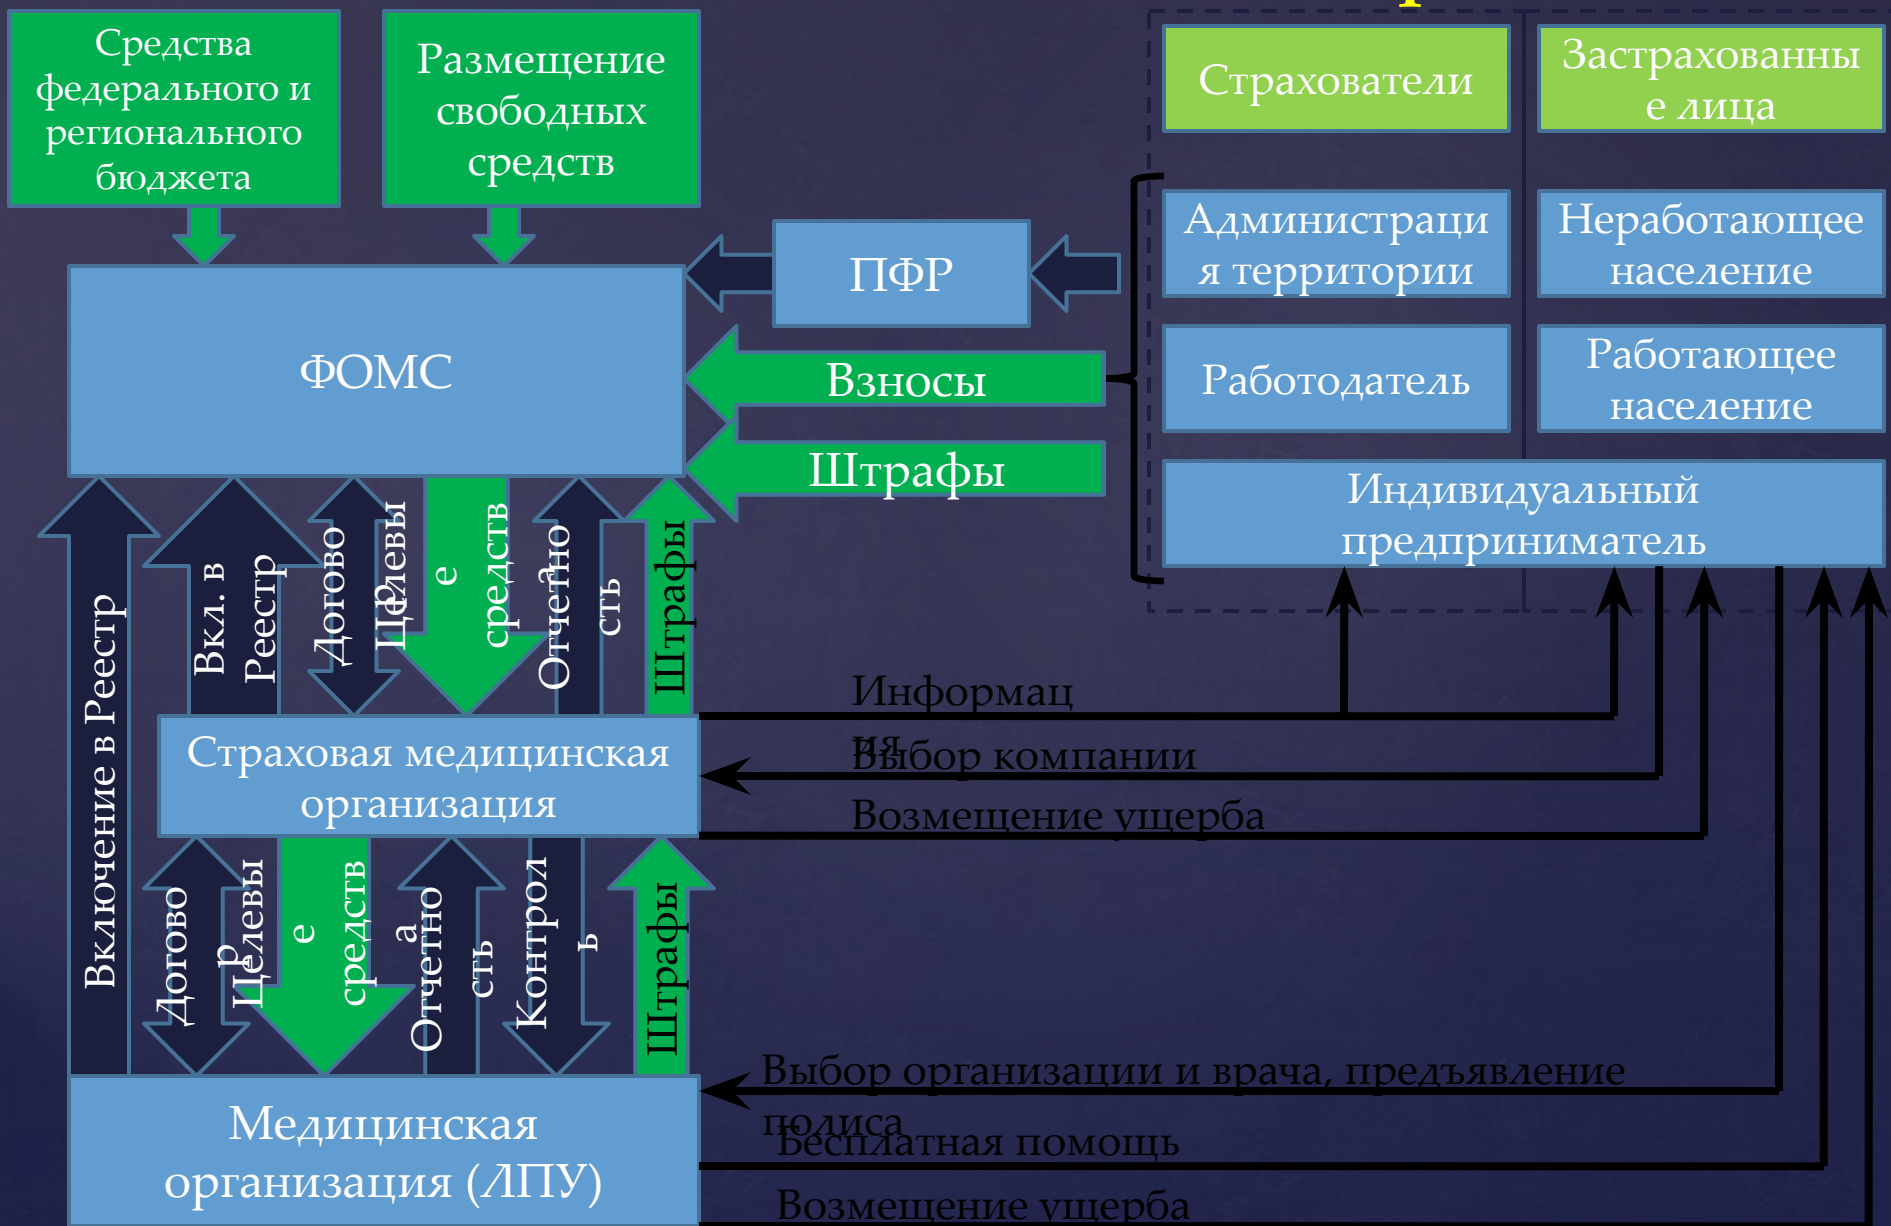 Средства
федерального и
регионального
бюджета
Размещение
свободных
средств
Страхователи
Застрахованны
е лица
ПФР
Администраци
я территории
Неработающее
население
ФОМС
Взносы
Работодатель
Работающее
население
Штрафы
Индивидуальный
предприниматель
Включение в Реестр
Вкл. в
Реестр
Догово
р
Целевы
е
средств
а
Отчетно
сть
Штрафы
Страховая медицинская
организация
Информац
ия
Выбор компании
Возмещение ущерба
Догово
р
Целевы
е
средств
а
Отчетно
сть
Контрол
ь
Штрафы
Медицинская
организация (ЛПУ)
Выбор организации и врача, предъявление
полиса
Бесплатная помощь
Возмещение ущерба